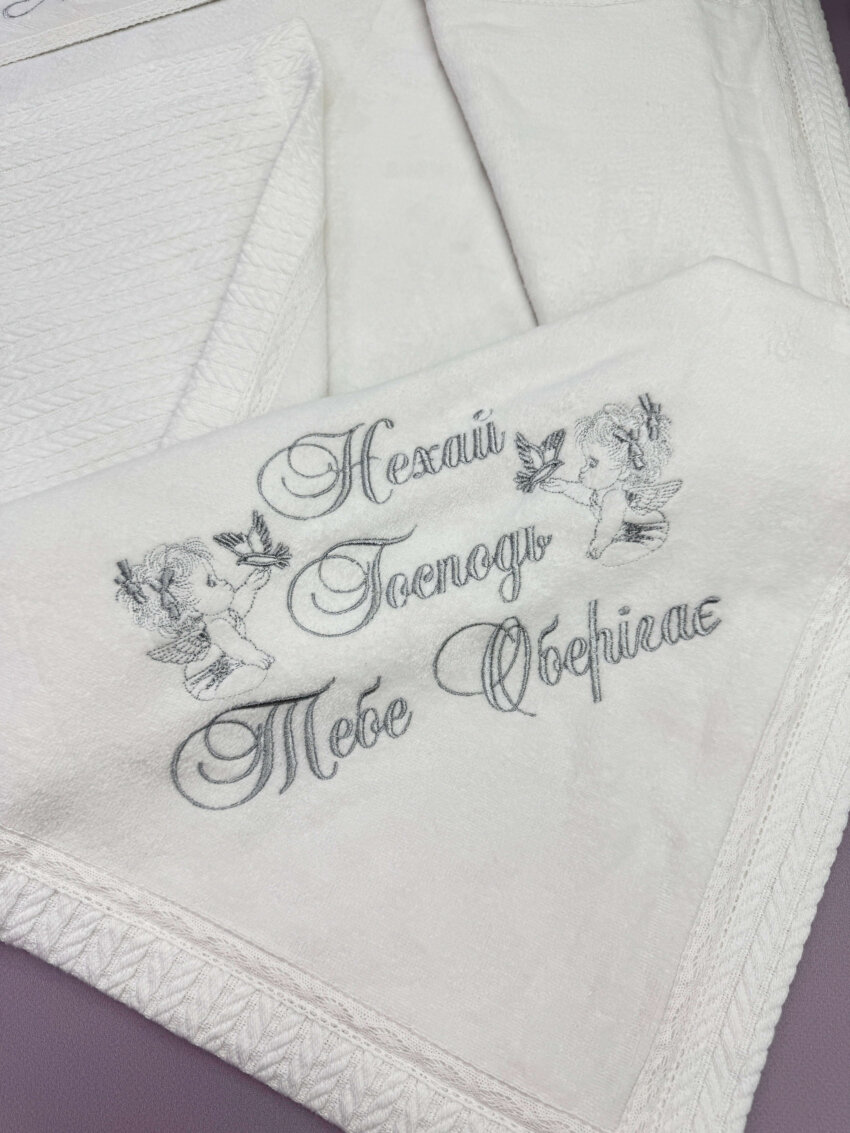 Нехай
Господь
Тебе Оберігає